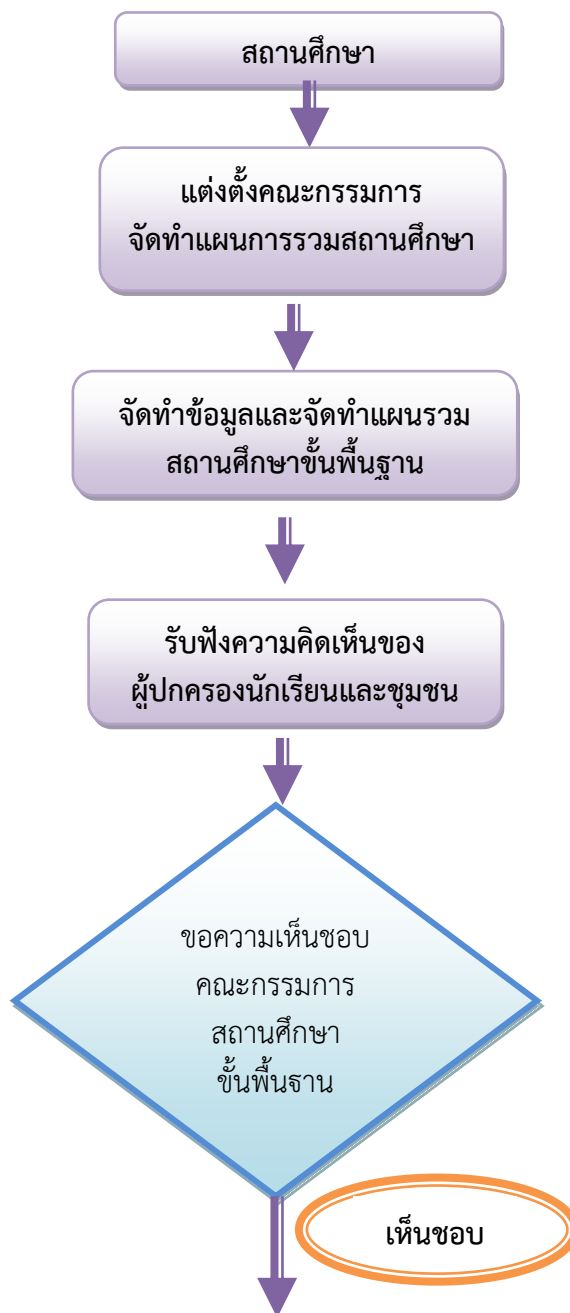 สถานศึกษา
แต่งตั้งคณะกรรมการ
จัดทำแผนการรวมสถานศึกษา
จัดทำข้อมูลและจัดทำแผนรวม
สถานศึกษาขั้นพื้นฐาน
รับฟังความคิดเห็นของ
ผู้ปกครองนักเรียนและชุมชน
ขอความเห็นชอบ
คณะกรรมการ
สถานศึกษา
ขั้นพื้นฐาน
เห็นชอบ